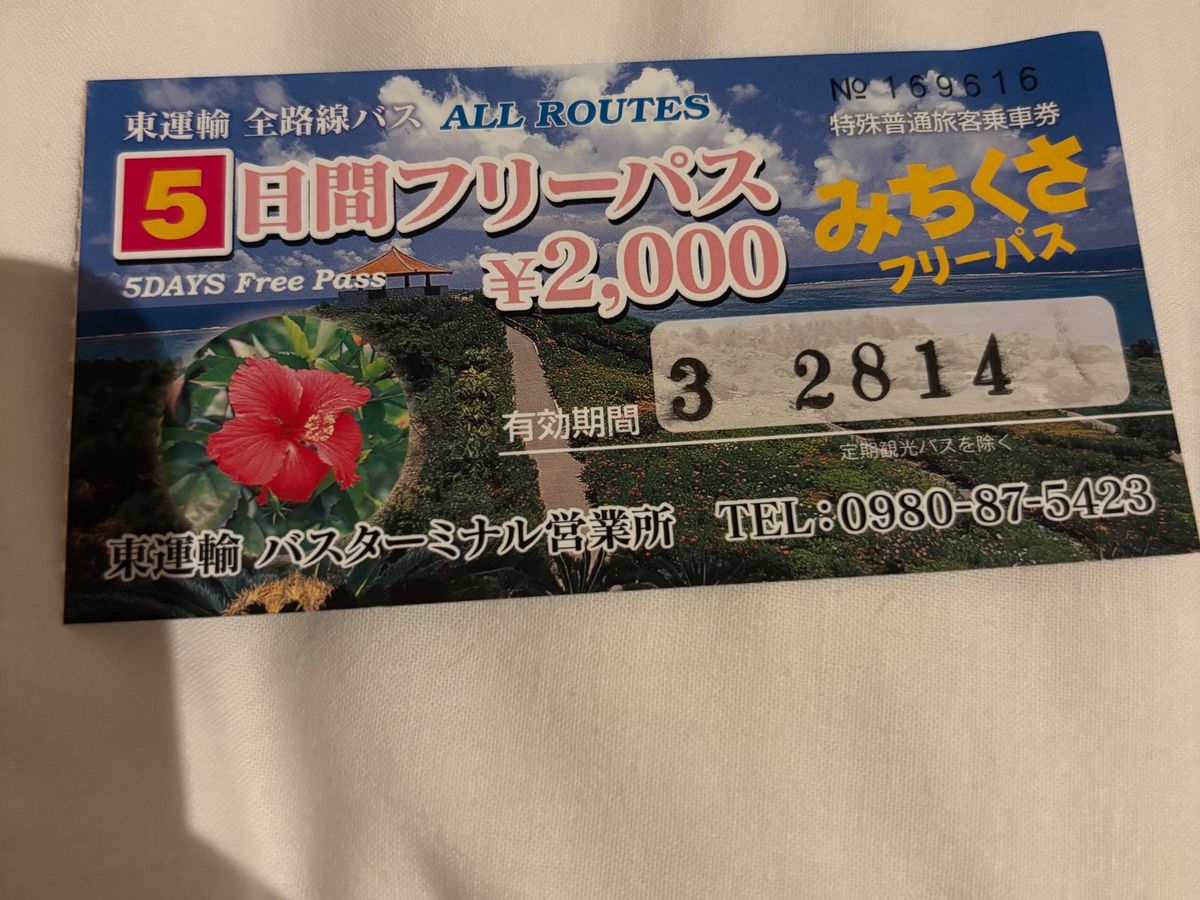 № 169616
東運輸 全路線バス ALL ROUTES
特殊普通旅客乗車券
5日間フリーパス
みちくさ
フリーパス
5DAYS Free Pass
¥2,000
有効期間
3 2814
定期観光バスを除く
東運輸 バスターミナル営業所 TEL:0980-87-5423